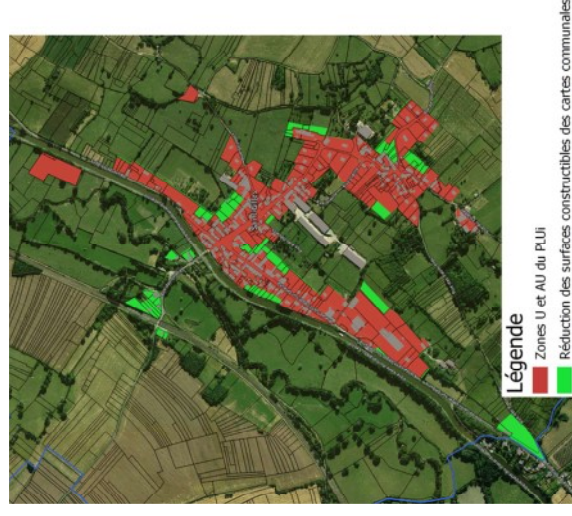 Légende
Zones U et AU du PLUi
Réduction des surfaces constructibles des cartes communales